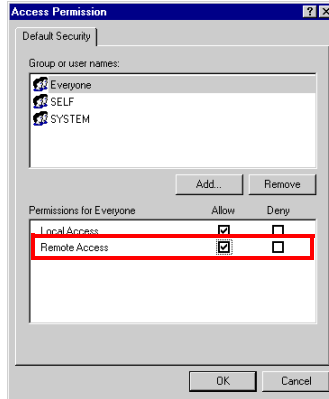 Access Permission
Default Security
Group or user names:
Everyone
SELF
SYSTEM
Add... Remove
Permissions for Everyone Allow Deny
Local Access
Remote Access
OK Cancel